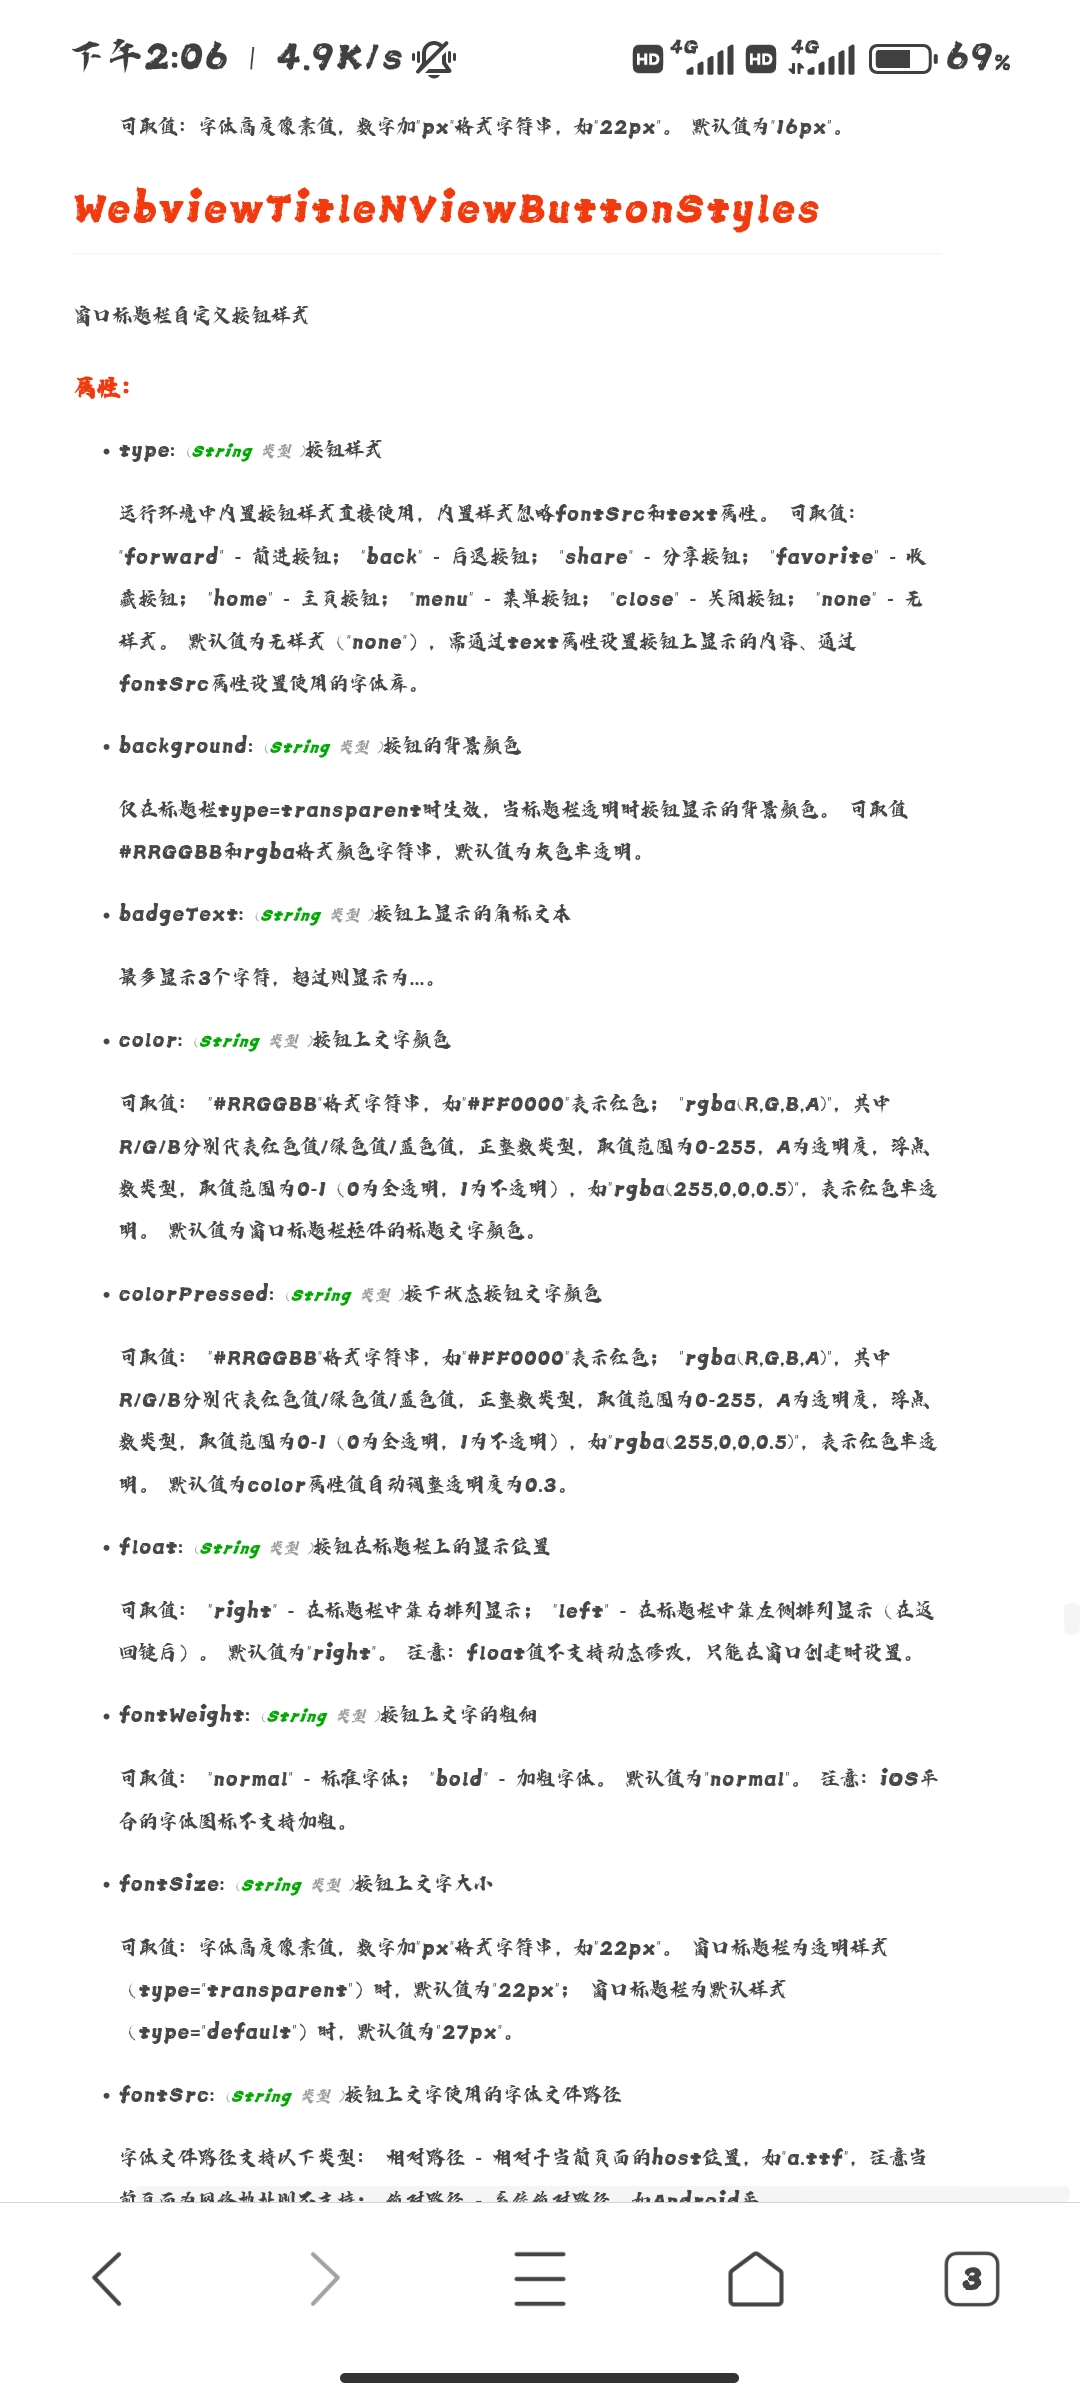 下午2:06 | 4.9K/s HD 4G HD 4G 69%
可取值：字体高度像素值，数字加"px"格式字符串，如"22px"。 默认值为"16px"。
WebviewTitleNViewButtonStyles
窗口标题栏自定义按钮样式
属性：
• type: (String 类型 )按钮样式
运行环境中内置按钮样式直接使用，内置样式忽略fontSrc和text属性。 可取值：
"forward" - 前进按钮； "back" - 后退按钮； "share" - 分享按钮； "favorite" - 收
藏按钮； "home" - 主页按钮； "menu" - 菜单按钮； "close" - 关闭按钮； "none" - 无
样式。 默认值为无样式（"none"），需通过text属性设置按钮上显示的内容、通过
fontSrc属性设置使用的字体库。
• background: (String 类型 )按钮的背景颜色
仅在标题栏type=transparent时生效，当标题栏透明时按钮显示的背景颜色。 可取值
#RRGGBB和rgba格式颜色字符串，默认值为灰色半透明。
• badgeText: (String 类型 )按钮上显示的角标文本
最多显示3个字符，超过则显示为...。
• color: (String 类型 )按钮上文字颜色
可取值： "#RRGGBB"格式字符串，如"#FF0000"表示红色； "rgba(R,G,B,A)"，其中
R/G/B分别代表红色值/绿色值/蓝色值，正整数类型，取值范围为0-255，A为透明度，浮点
数类型，取值范围为0-1（0为全透明，1为不透明），如"rgba(255,0,0,0.5)"，表示红色半透
明。 默认值为窗口标题栏控件的标题文字颜色。
• colorPressed: (String 类型 )按下状态按钮文字颜色
可取值： "#RRGGBB"格式字符串，如"#FF0000"表示红色； "rgba(R,G,B,A)"，其中
R/G/B分别代表红色值/绿色值/蓝色值，正整数类型，取值范围为0-255，A为透明度，浮点
数类型，取值范围为0-1（0为全透明，1为不透明），如"rgba(255,0,0,0.5)"，表示红色半透
明。 默认值为color属性值自动调整透明度为0.3。
• float: (String 类型 )按钮在标题栏上的显示位置
可取值： "right" - 在标题栏中靠右排列显示； "left" - 在标题栏中靠左侧排列显示（在返
回键后）。 默认值为"right"。 注意：float值不支持动态修改，只能在窗口创建时设置。
• fontWeight: (String 类型 )按钮上文字的粗细
可取值： "normal" - 标准字体； "bold" - 加粗字体。 默认值为"normal"。 注意：iOS平
台的字体图标不支持加粗。
• fontSize: (String 类型 )按钮上文字大小
可取值：字体高度像素值，数字加"px"格式字符串，如"22px"。 窗口标题栏为透明样式
（type="transparent"）时，默认值为"22px"； 窗口标题栏为默认样式
（type="default"）时，默认值为"27px"。
• fontSrc: (String 类型 )按钮上文字使用的字体文件路径
字体文件路径支持以下类型： 相对路径 - 相对于当前页面的host位置，如"a.ttf"，注意当
前页面为网络地址则不支持； 绝对路径 - 系统绝对路径，如Android平
3